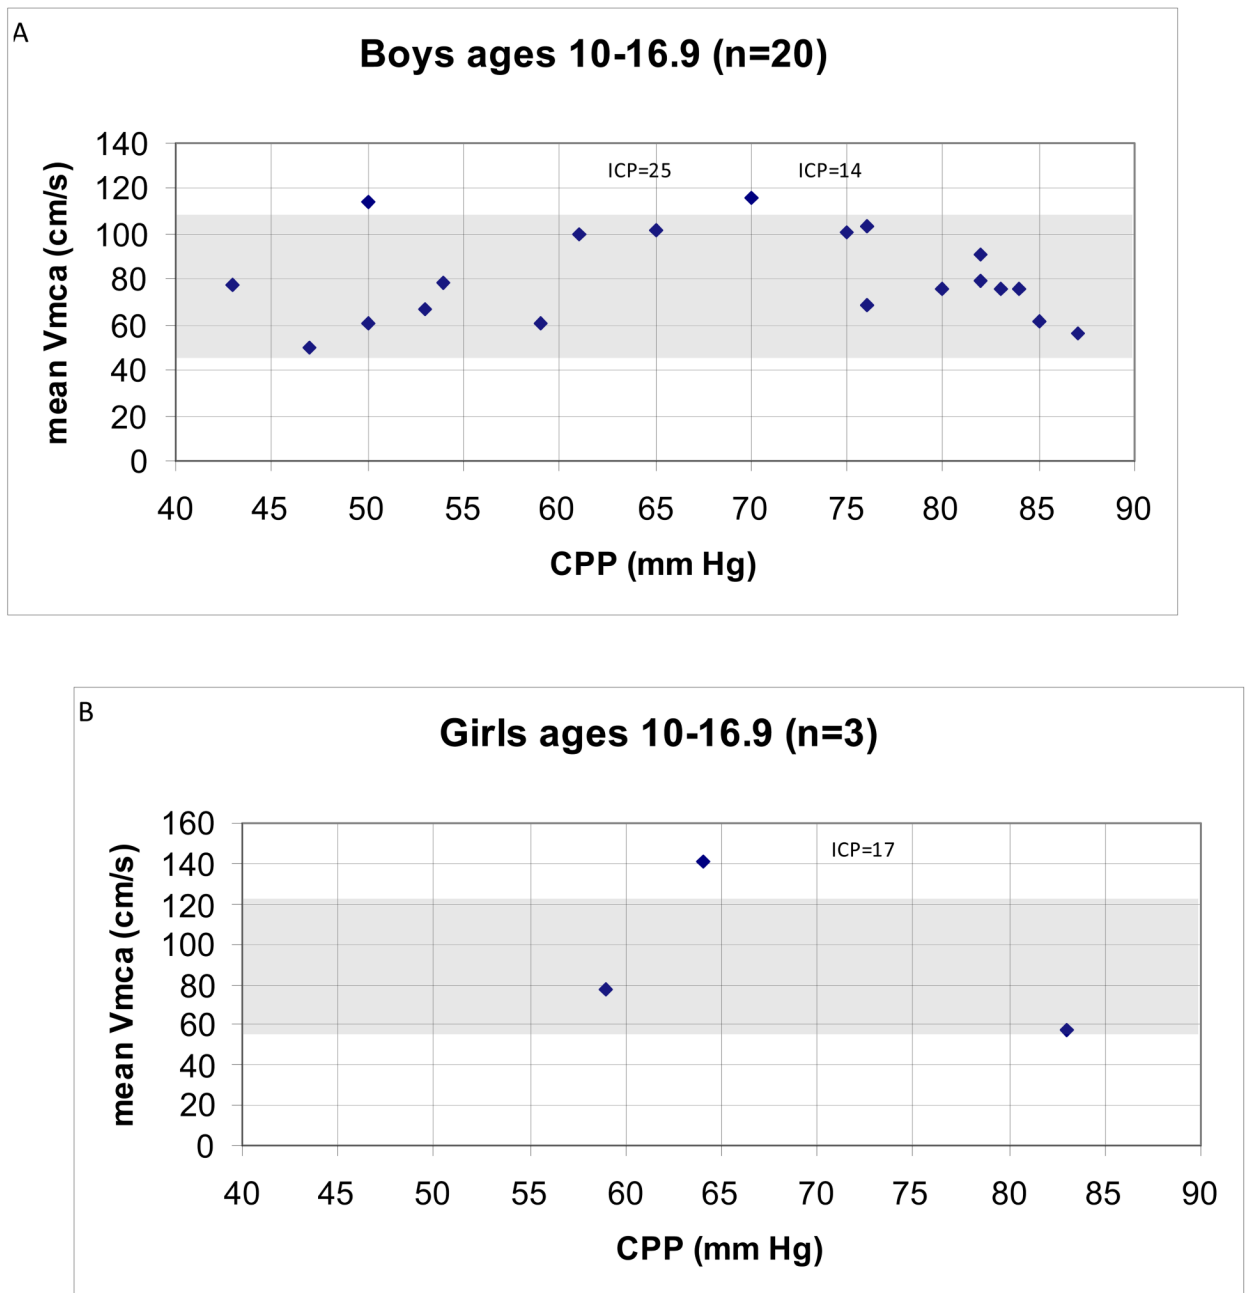 A
Boys ages 10-16.9 (n=20)
140
120
100
80
60
40
20
0
mean Vmca (cm/s)
ICP=25
ICP=14
40 45 50 55 60 65 70 75 80 85 90
CPP (mm Hg)
B
Girls ages 10-16.9 (n=3)
160
140
120
100
80
60
40
20
0
mean Vmca (cm/s)
ICP=17
40 45 50 55 60 65 70 75 80 85 90
CPP (mm Hg)